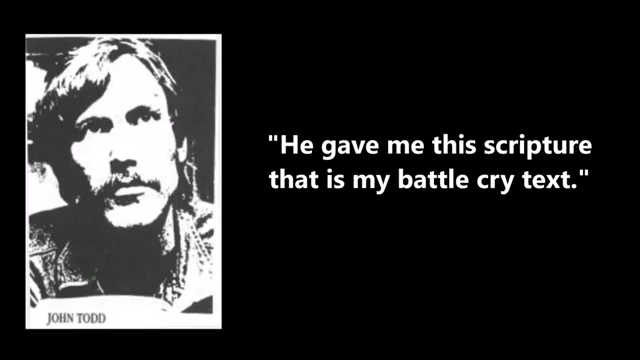 "He gave me this scripture
that is my battle cry text."
JOHN TODD